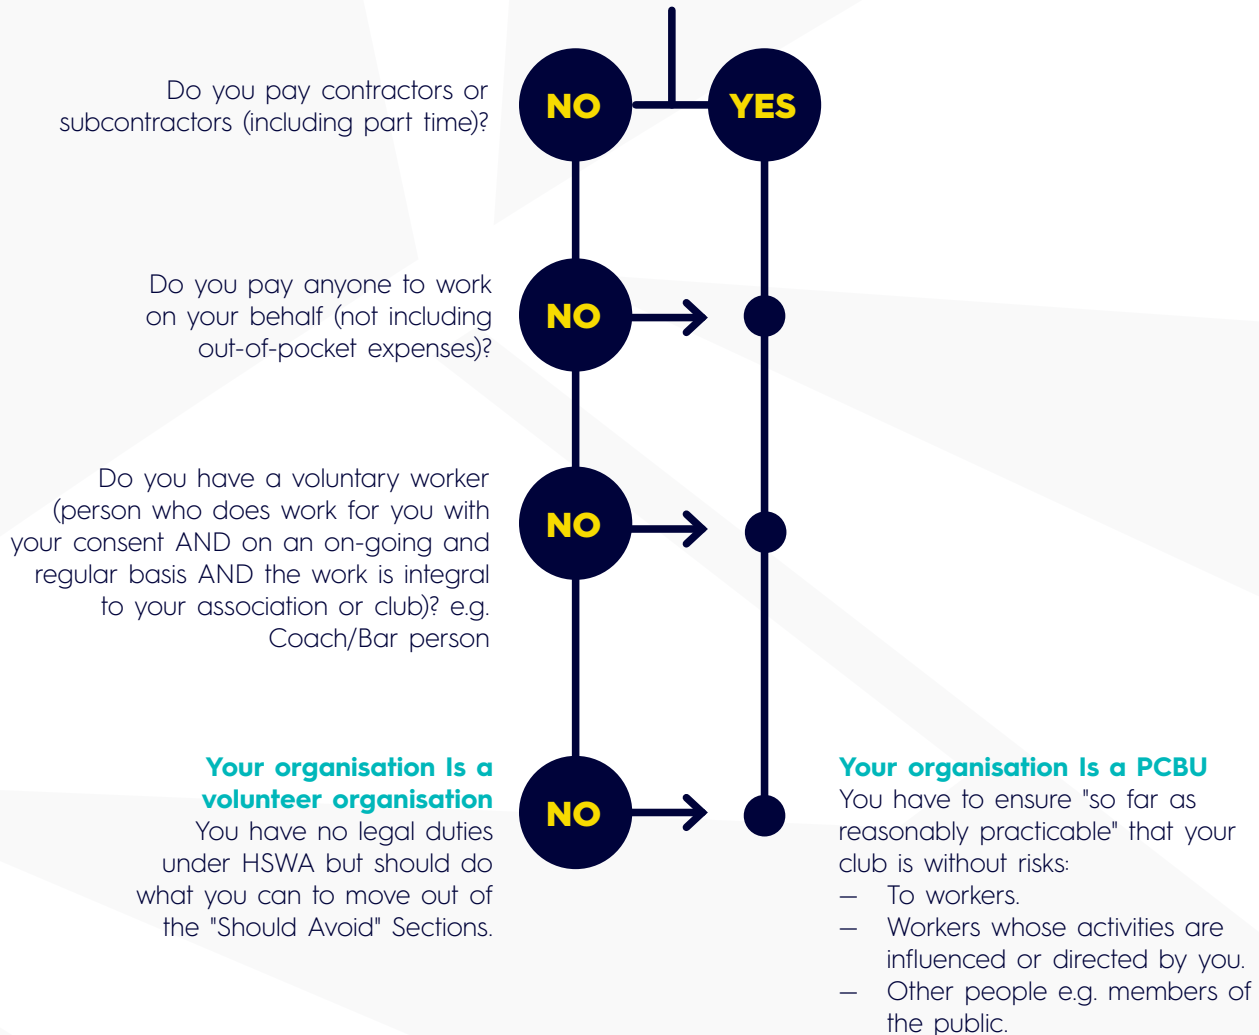 Do you pay contractors or
subcontractors (including part time)?
NO
YES
Do you pay anyone to work
on your behalf (not including
out-of-pocket expenses)?
NO
Do you have a voluntary worker
(person who does work for you with
your consent AND on an on-going and
regular basis AND the work is integral
to your association or club)? e.g.
Coach/Bar person
NO
Your organisation Is a
volunteer organisation
You have no legal duties
under HSWA but should do
what you can to move out of
the "Should Avoid" Sections.
NO
Your organisation Is a PCBU
You have to ensure "so far as
reasonably practicable" that your
club is without risks:
— To workers.
— Workers whose activities are
influenced or directed by you.
— Other people e.g. members of
the public.